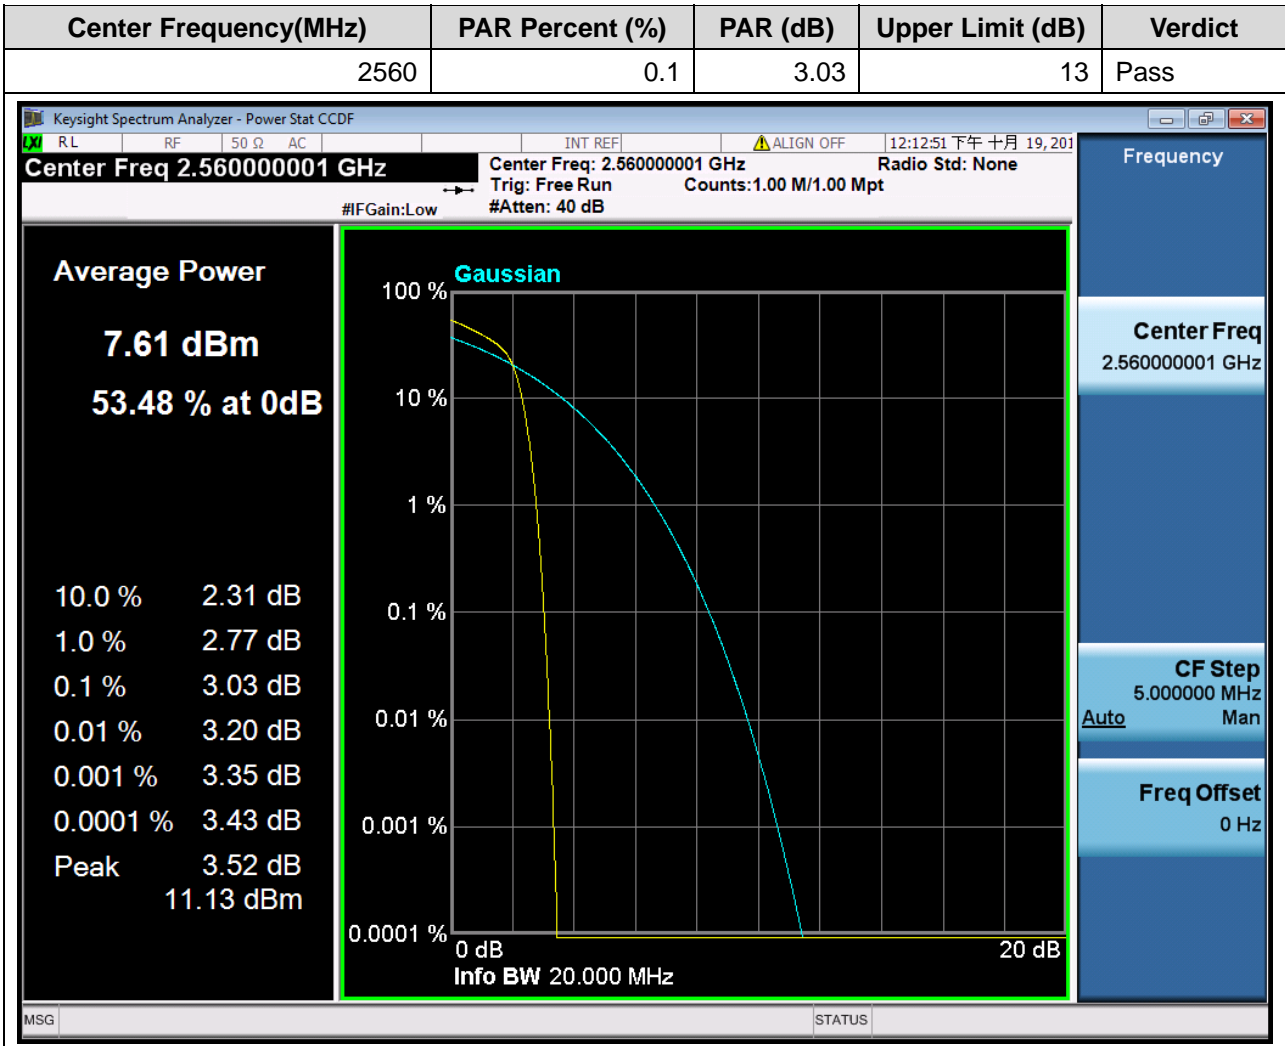 Center Frequency(MHz) PAR Percent (%) PAR (dB) Upper Limit (dB) Verdict
2560 0.1 3.03 13 Pass
Keysight Spectrum Analyzer - Power Stat CCDF
LXI RL RF 50 Ω AC INT REF ALIGN OFF 12:12:51 下午 十月 19, 201
Center Freq 2.560000001 GHz
Center Freq: 2.560000001 GHz Radio Std: None
Trig: Free Run Counts:1.00 M/1.00 Mpt
#IFGain:Low #Atten: 40 dB
Average Power
7.61 dBm
53.48 % at 0dB
10.0 % 2.31 dB
1.0 % 2.77 dB
0.1 % 3.03 dB
0.01 % 3.20 dB
0.001 % 3.35 dB
0.0001 % 3.43 dB
Peak 3.52 dB
11.13 dBm
Gaussian
100 %
10 %
1 %
0.1 %
0.01 %
0.001 %
0.0001 %
0 dB 20 dB
Info BW 20.000 MHz
Frequency
Center Freq
2.560000001 GHz
CF Step
5.000000 MHz
Auto Man
Freq Offset
0 Hz
MSG STATUS